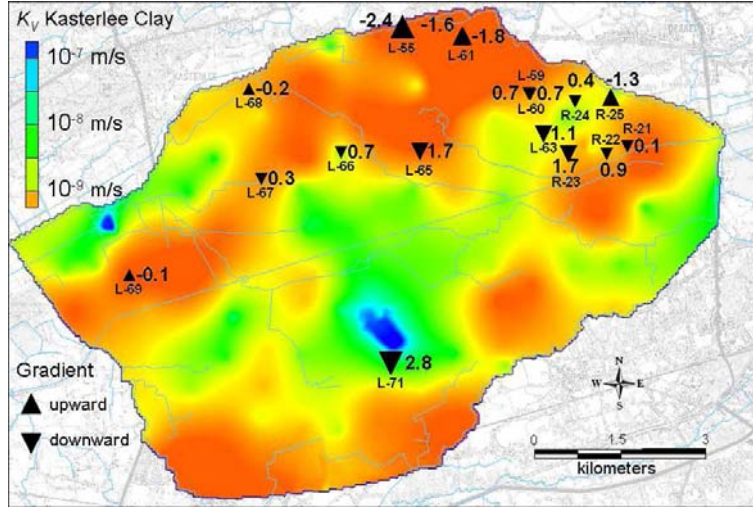 K_V Kasterlee Clay
10⁻⁷ m/s
10⁻⁸ m/s
10⁻⁹ m/s
-2.4
-1.6
L-55
-1.8
L-61
-0.2
L-68
L-59
0.7
0.7
L-60
0.4
R-24
-1.3
R-25
1.1
L-63
R-21
0.1
R-22
0.9
1.7
R-23
0.7
L-66
1.7
L-65
0.3
L-67
-0.1
L-69
2.8
L-71
Gradient
upward
downward
N
W
E
S
0
1.5
3
kilometers